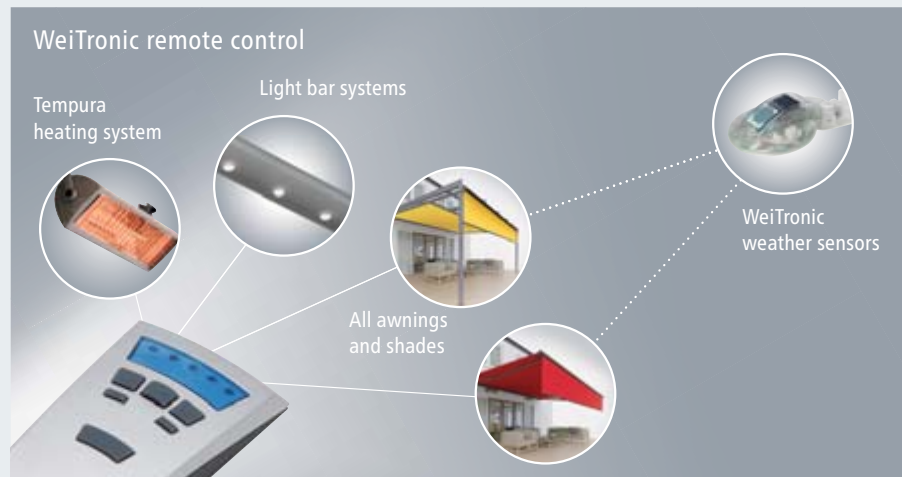 WeiTronic remote control
Tempura
heating system
Light bar systems
All awnings
and shades
WeiTronic
weather sensors